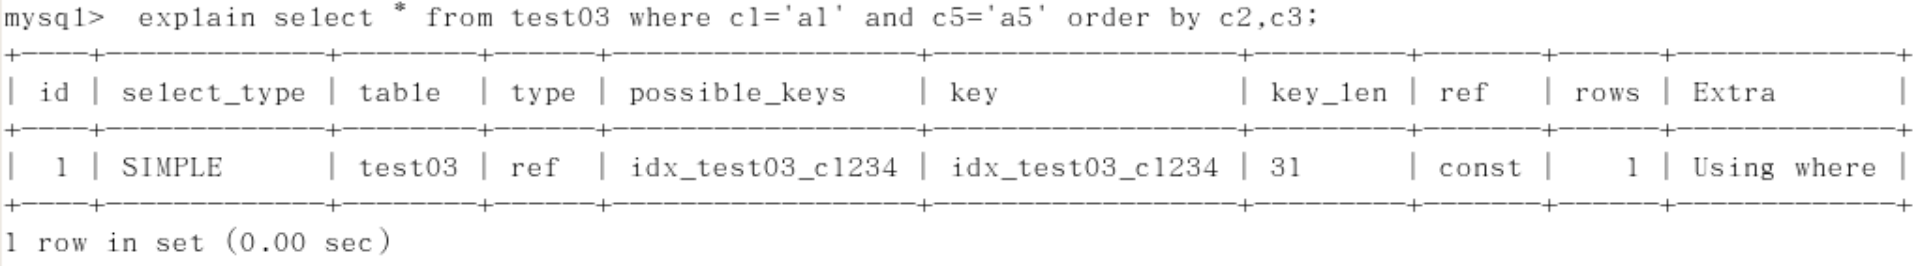 mysql> explain select * from test03 where c1='a1' and c5='a5' order by c2,c3;
+----+-------------+--------+------+------------------+------------------+---------+-------+------+-------------+
| id | select_type | table | type | possible_keys | key | key_len | ref | rows | Extra |
+----+-------------+--------+------+------------------+------------------+---------+-------+------+-------------+
| 1 | SIMPLE | test03 | ref | idx_test03_c1234 | idx_test03_c1234 | 31 | const | 1 | Using where |
+----+-------------+--------+------+------------------+------------------+---------+-------+------+-------------+
1 row in set (0.00 sec)